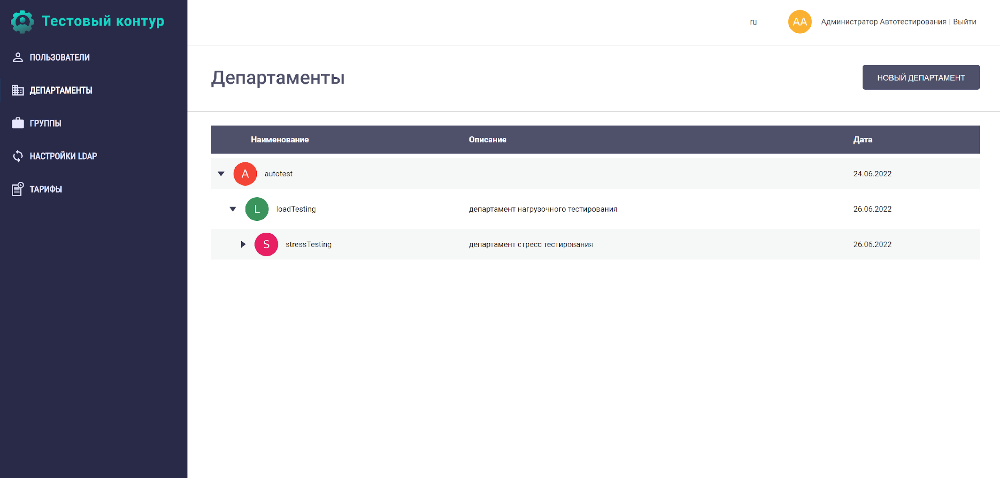 Тестовый контур
ru
АА
Администратор Автотестирования | Выйти
ПОЛЬЗОВАТЕЛИ
ДЕПАРТАМЕНТЫ
ГРУППЫ
НАСТРОЙКИ LDAP
ТАРИФЫ
Департаменты
НОВЫЙ ДЕПАРТАМЕНТ
Наименование Описание Дата
A autotest 24.06.2022
L loadTesting департамент нагрузочного тестирования 26.06.2022
S stressTesting департамент стресс тестирования 26.06.2022